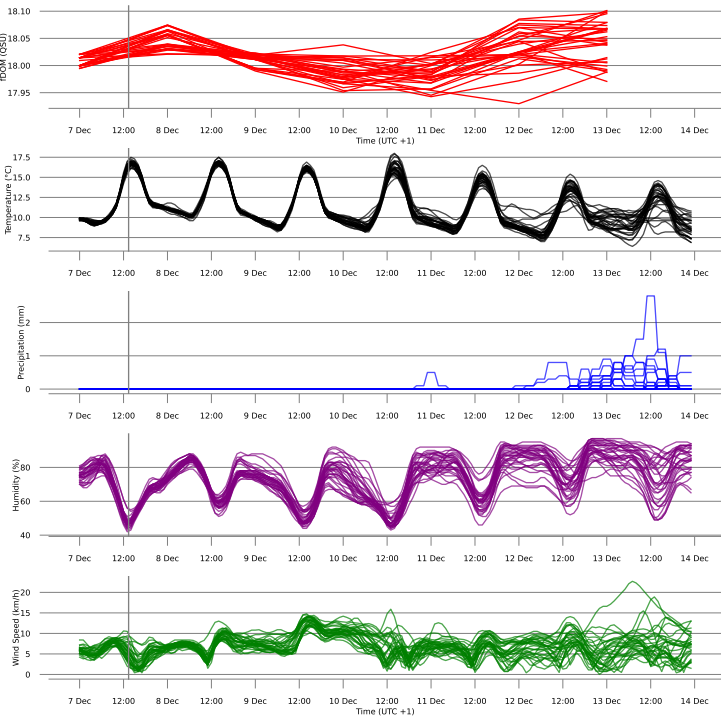 18.10
18.05
18.00
17.95
fDOM (QSU)
7 Dec 12:00 8 Dec 12:00 9 Dec 12:00 10 Dec 12:00 11 Dec 12:00 12 Dec 12:00 13 Dec 12:00 14 Dec
Time (UTC +1)
17.5
15.0
12.5
10.0
7.5
Temperature (°C)
7 Dec 12:00 8 Dec 12:00 9 Dec 12:00 10 Dec 12:00 11 Dec 12:00 12 Dec 12:00 13 Dec 12:00 14 Dec
2
1
0
Precipitation (mm)
7 Dec 12:00 8 Dec 12:00 9 Dec 12:00 10 Dec 12:00 11 Dec 12:00 12 Dec 12:00 13 Dec 12:00 14 Dec
80
60
40
Humidity (%)
7 Dec 12:00 8 Dec 12:00 9 Dec 12:00 10 Dec 12:00 11 Dec 12:00 12 Dec 12:00 13 Dec 12:00 14 Dec
20
15
10
5
0
Wind Speed (km/h)
7 Dec 12:00 8 Dec 12:00 9 Dec 12:00 10 Dec 12:00 11 Dec 12:00 12 Dec 12:00 13 Dec 12:00 14 Dec
Time (UTC +1)